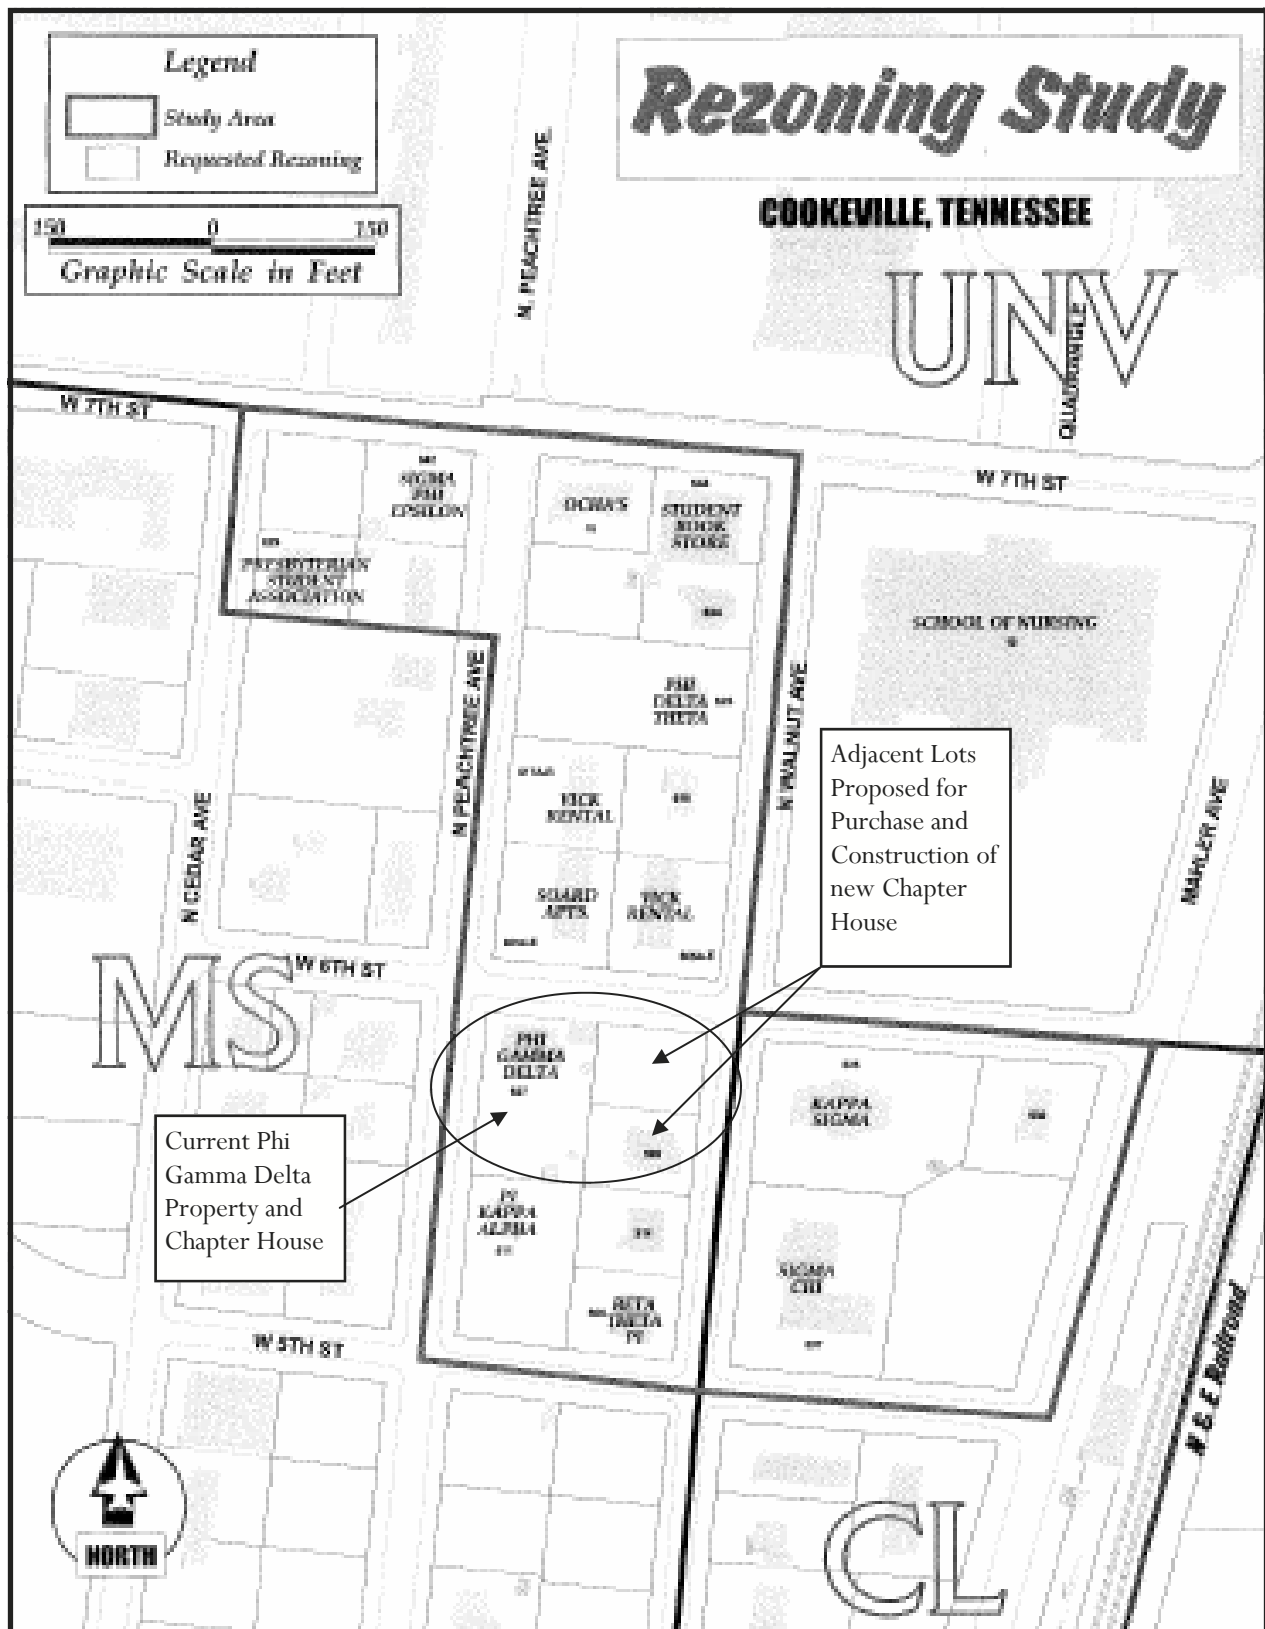 Legend
Study Area
Requested Rezoning
150 0 150
Graphic Scale in Feet
Rezoning Study
COOKEVILLE, TENNESSEE
N. PEACHTREE AVE.
UNV
QUADRANGLE
W 7TH ST
W 7TH ST
SIGMA
PHI
EPSILON
STUDENT
BOOK
STORE
PRESBYTERIAN
STUDENT
ASSOCIATION
SCHOOL OF NURSING
N PEACHTREE AVE
PHI
DELTA
THETA
N WALNUT AVE
Adjacent Lots
Proposed for
Purchase and
Construction of
new Chapter
House
VICK
RENTAL
N CEDAR AVE
MAHLER AVE
SOARD
APTS
VICK
RENTAL
MS
W 6TH ST
PHI
GAMMA
DELTA
KAPPA
SIGMA
Current Phi
Gamma Delta
Property and
Chapter House
PI
KAPPA
ALPHA
SIGMA
CHI
BETA
THETA
PI
W 5TH ST
N & E Railroad
CL
NORTH